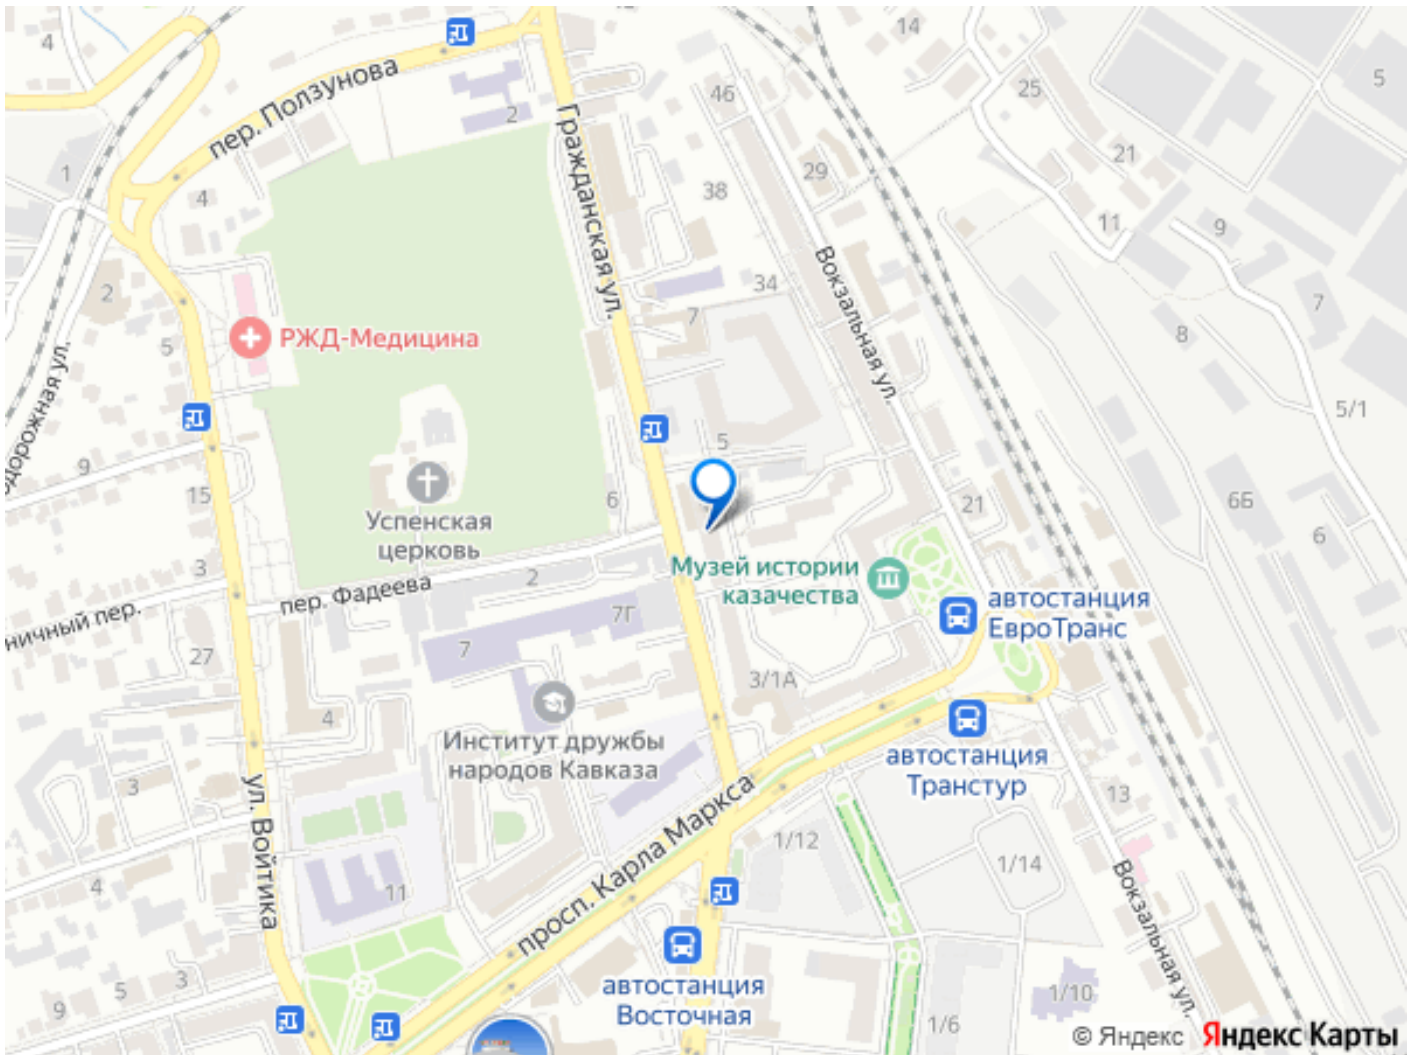 4
14
5
46
25
пер. Ползунова
2
Гражданская ул.
21
29
1
38
4
11
9
Вокзальная ул.
34
2
7
7
8
РЖД-Медицина
5
одорожная ул.
5/1
5
9
15
6
21
6Б
6
Успенская
церковь
3
2
пер. Фадеева
Музей истории
казачества
автостанция
ЕвроТранс
ничный пер.
7Г
27
7
3/1А
4
Институт дружбы
народов Кавказа
автостанция
Транстур
3
13
ул. Войтика
просп. Карла Маркса
1/12
1/14
4
11
Вокзальная ул.
автостанция
Восточная
3
5
9
1/10
1/6
© Яндекс Яндекс Карты